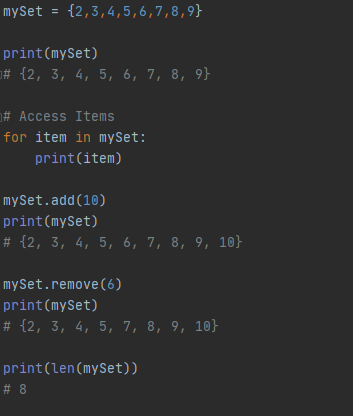 mySet = {2,3,4,5,6,7,8,9}
print(mySet)
# {2, 3, 4, 5, 6, 7, 8, 9}
# Access Items
for item in mySet:
    print(item)
mySet.add(10)
print(mySet)
# {2, 3, 4, 5, 6, 7, 8, 9, 10}
mySet.remove(6)
print(mySet)
# {2, 3, 4, 5, 7, 8, 9, 10}
print(len(mySet))
# 8